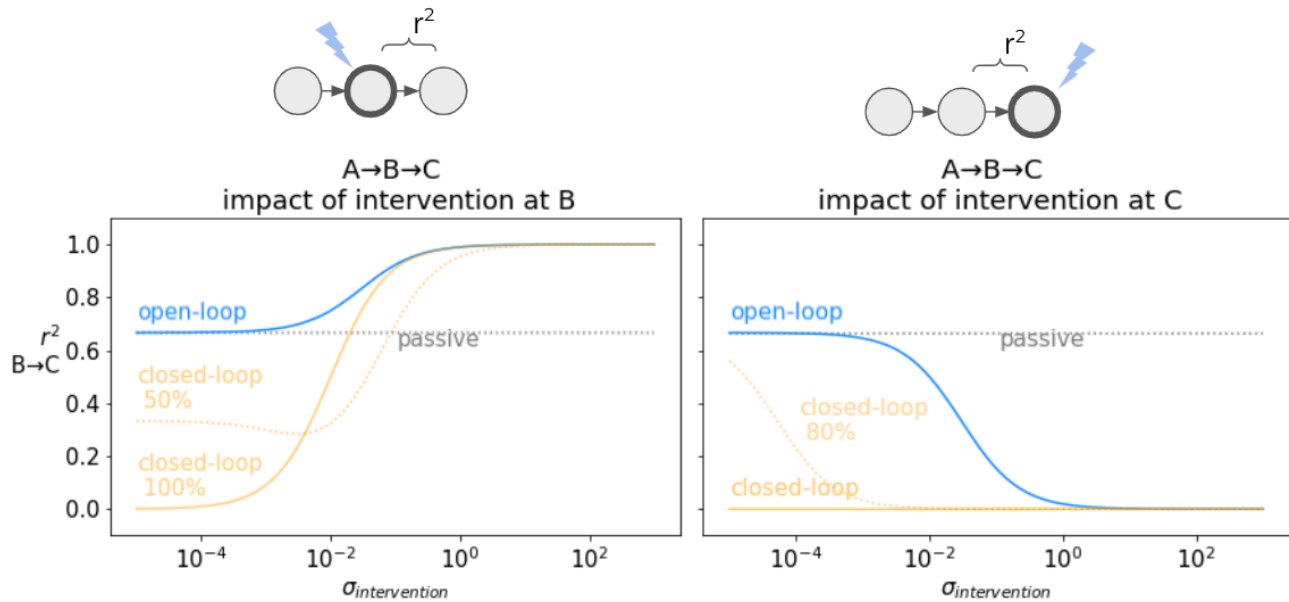 r²
A→B→C
impact of intervention at B
1.0
0.8
0.6
0.4
0.2
0.0
r²
B→C
open-loop
passive
closed-loop
50%
closed-loop
100%
10⁻⁴
10⁻²
10⁰
10²
σintervention
r²
A→B→C
impact of intervention at C
open-loop
passive
closed-loop
80%
closed-loop
10⁻⁴
10⁻²
10⁰
10²
σintervention